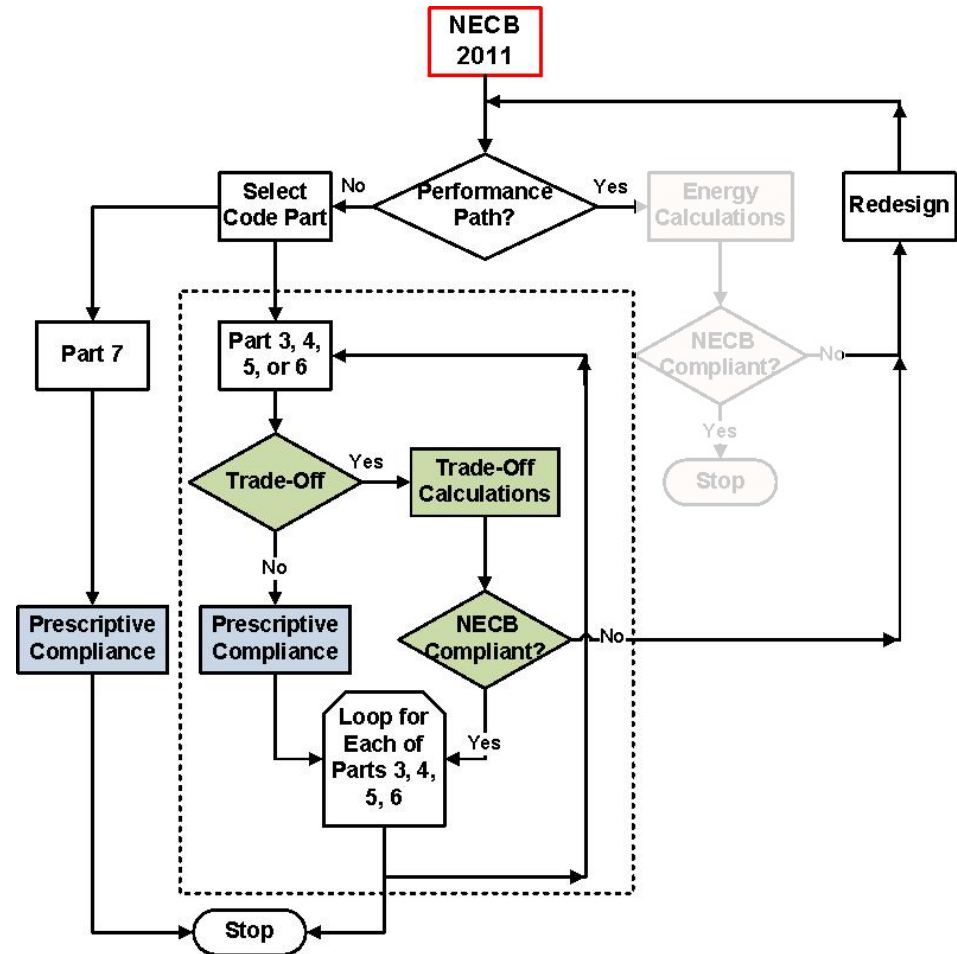 NECB
2011
Performance
Path?
No
Yes
Select
Code Part
Energy
Calculations
Redesign
Part 7
Part 3, 4,
5, or 6
NECB
Compliant?
No
Yes
Stop
Trade-Off
Yes
Trade-Off
Calculations
No
Prescriptive
Compliance
Prescriptive
Compliance
NECB
Compliant?
No
Yes
Loop for
Each of
Parts 3, 4,
5, 6
Stop